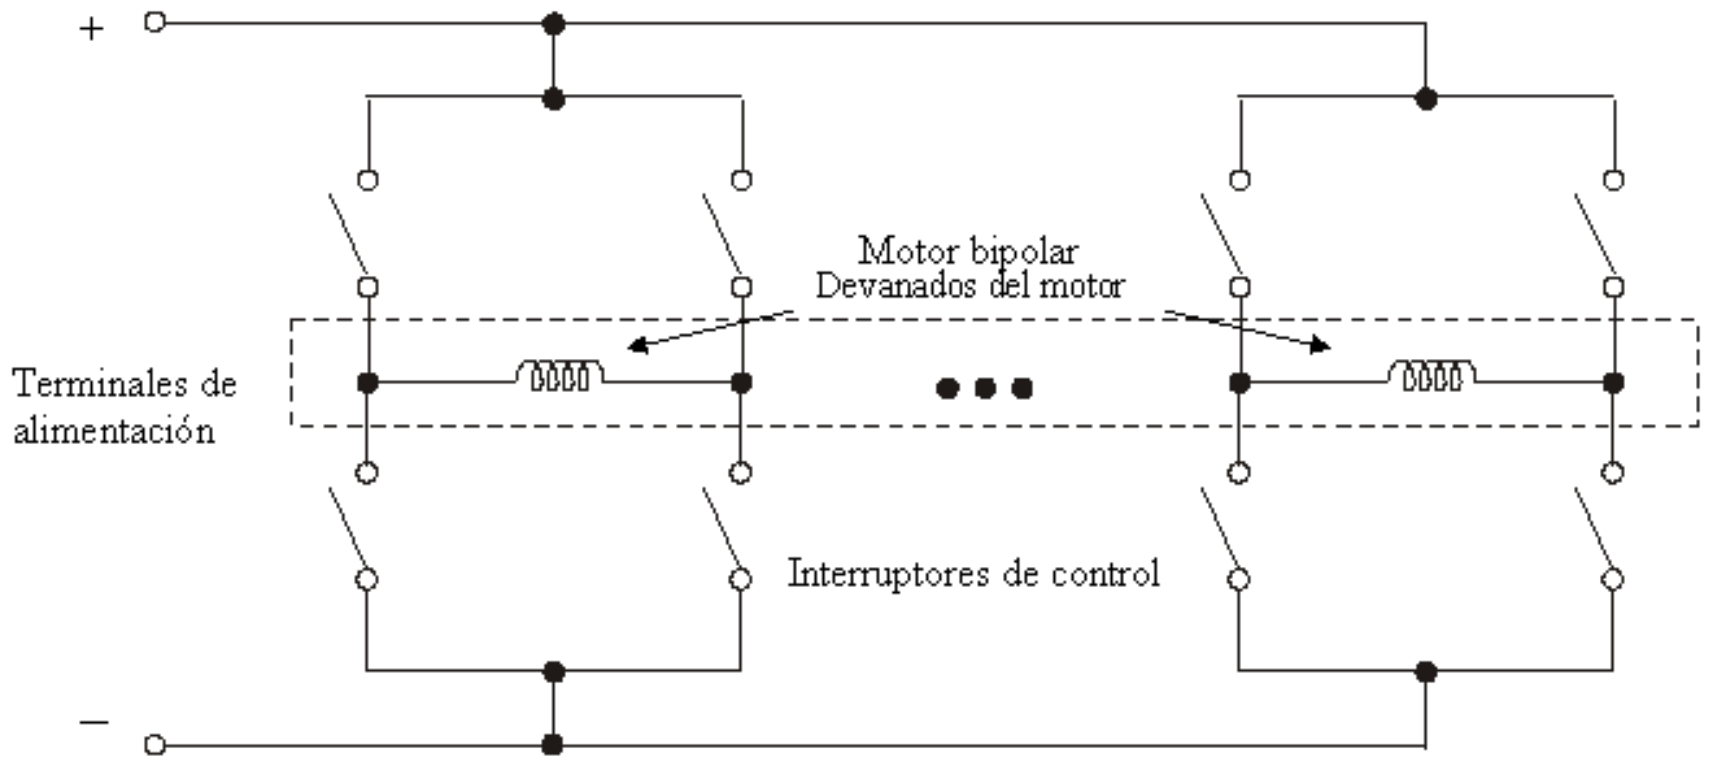 +
Motor bipolar
Devanados del motor
Terminales de
alimentación
Interruptores de control
−